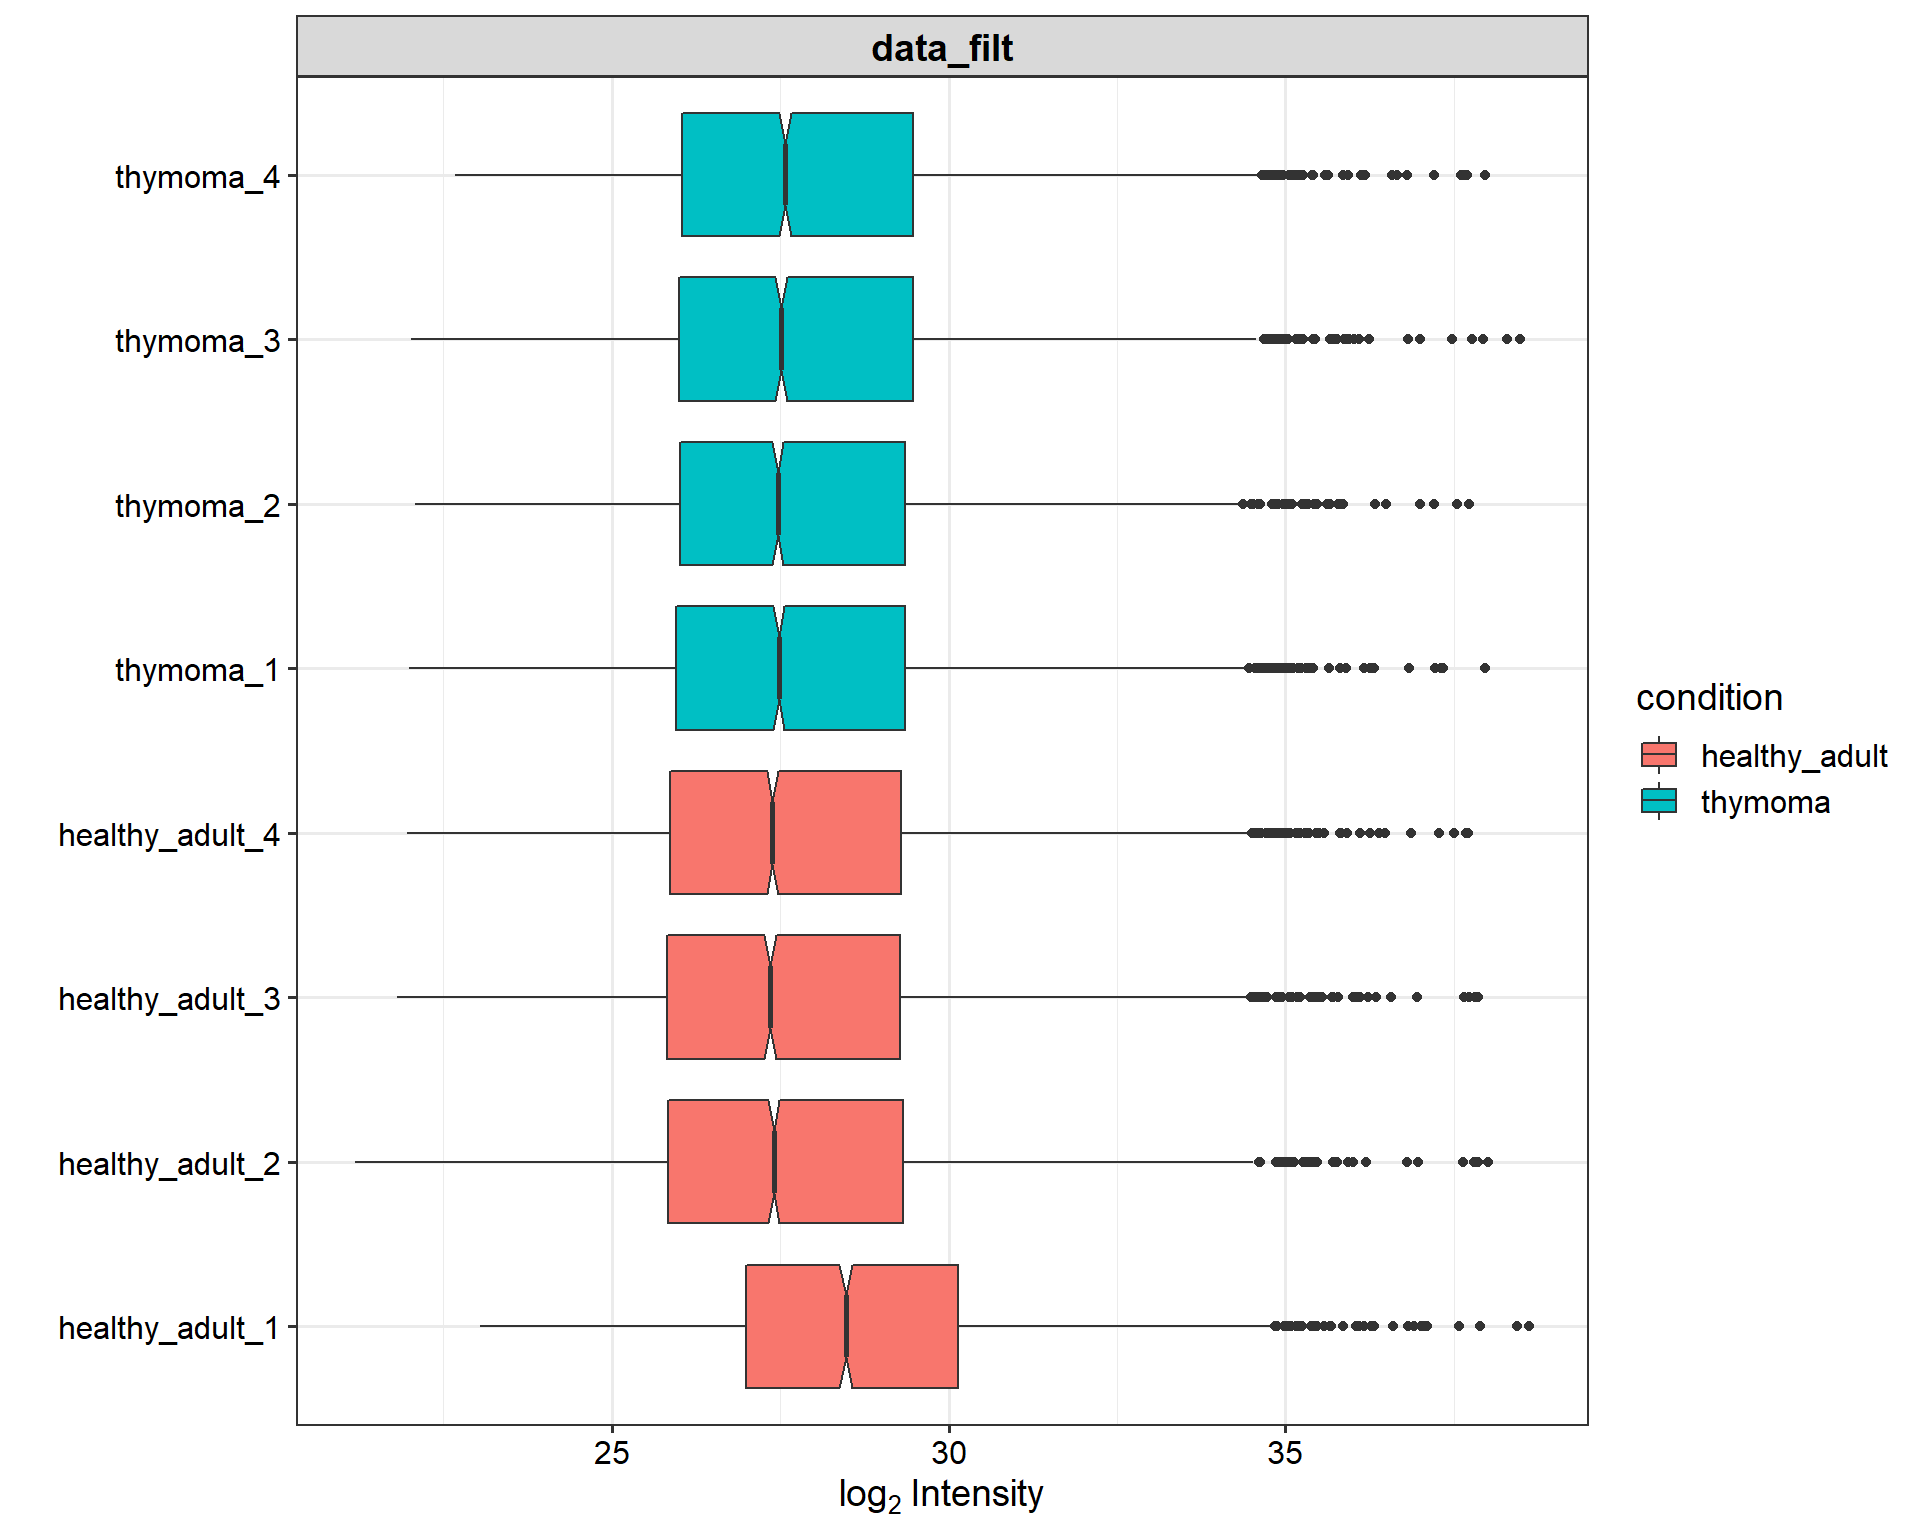 data_filt
thymoma_4
thymoma_3
thymoma_2
thymoma_1
healthy_adult_4
healthy_adult_3
healthy_adult_2
healthy_adult_1
25 30 35
log₂ Intensity
condition
healthy_adult
thymoma